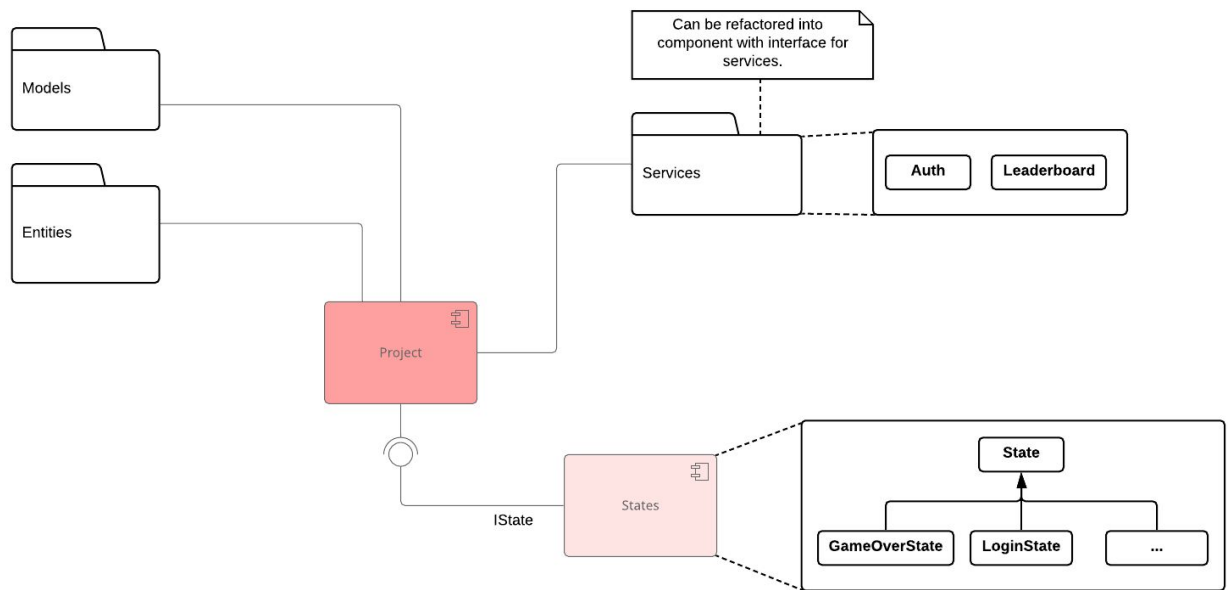 Can be refactored into
component with interface for
services.
Models
Services
Auth
Leaderboard
Entities
Project
State
IState
States
GameOverState
LoginState
...